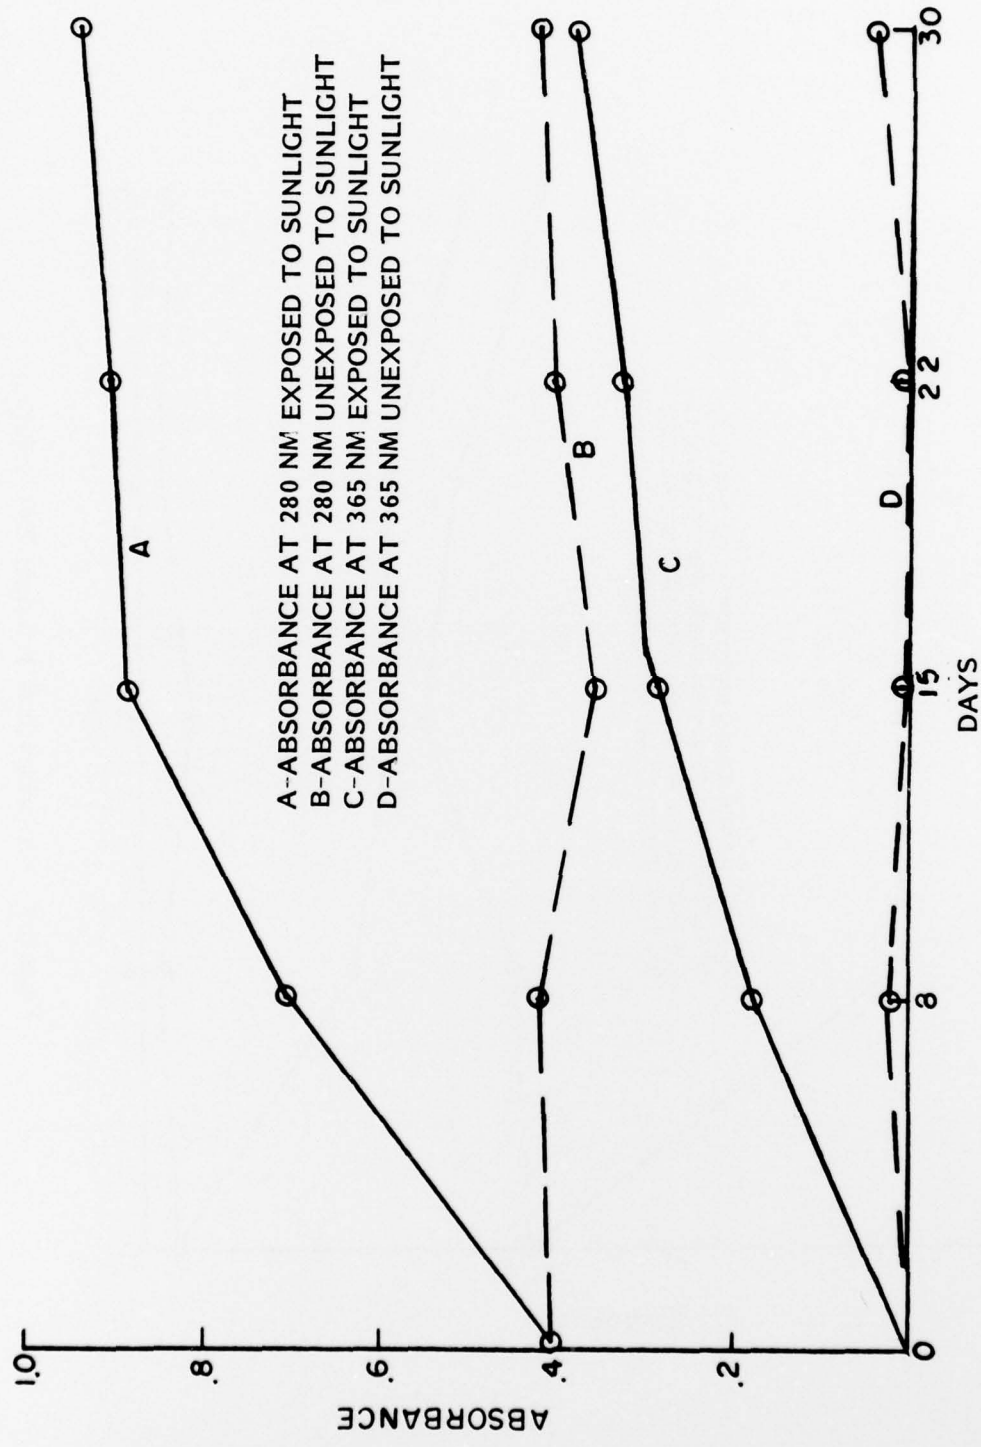 ABSORBANCE
1.0
.8
.6
.4
.2
0
8
15
22
30
DAYS
A
B
C
D
A-ABSORBANCE AT 280 NM EXPOSED TO SUNLIGHT
B-ABSORBANCE AT 280 NM UNEXPOSED TO SUNLIGHT
C-ABSORBANCE AT 365 NM EXPOSED TO SUNLIGHT
D-ABSORBANCE AT 365 NM UNEXPOSED TO SUNLIGHT